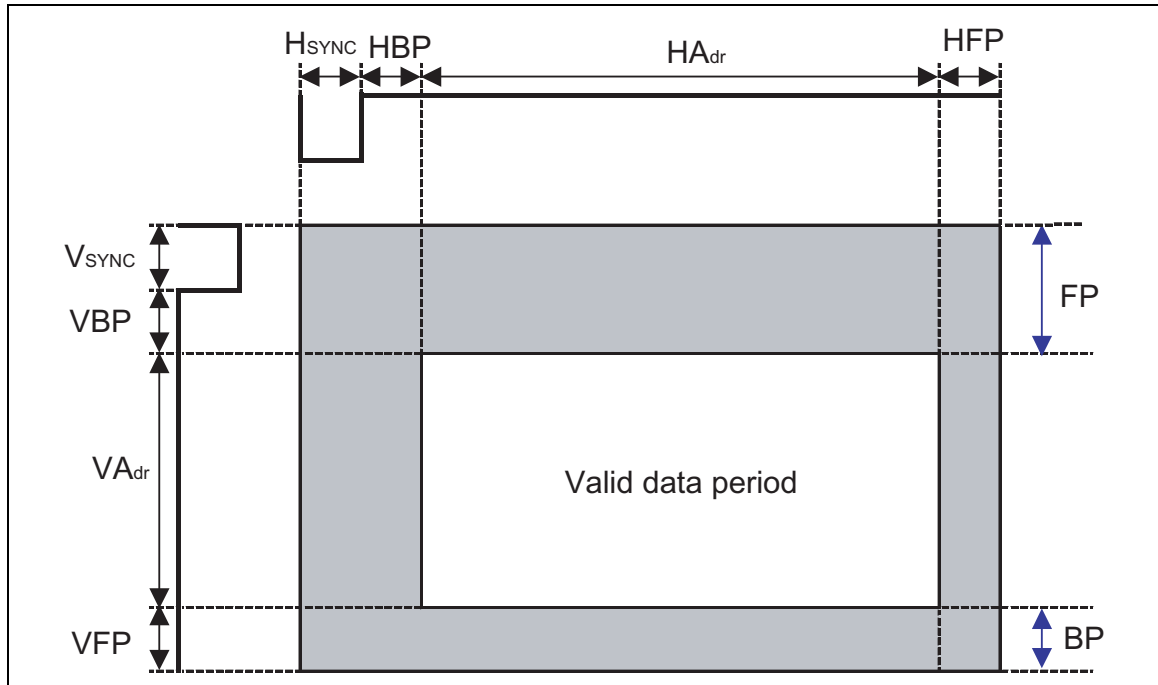 HSYNC HBP HAdr HFP
VSYNC
FP
VBP
VAdr
Valid data period
VFP
BP